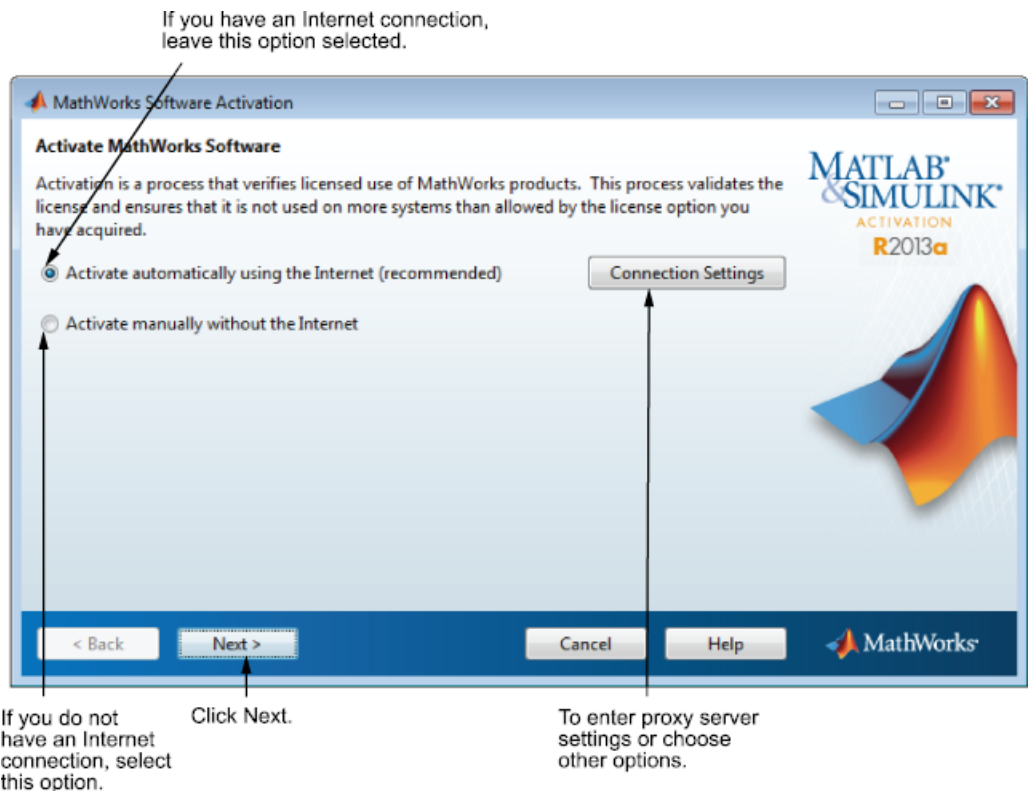 If you have an Internet connection,
leave this option selected.
MathWorks Software Activation
Activate MathWorks Software
Activation is a process that verifies licensed use of MathWorks products. This process validates the
license and ensures that it is not used on more systems than allowed by the license option you
have acquired.
MATLAB®
&SIMULINK®
ACTIVATION
R2013a
Activate automatically using the Internet (recommended)
Connection Settings
Activate manually without the Internet
< Back
Next >
Cancel
Help
MathWorks®
If you do not
have an Internet
connection, select
this option.
Click Next.
To enter proxy server
settings or choose
other options.